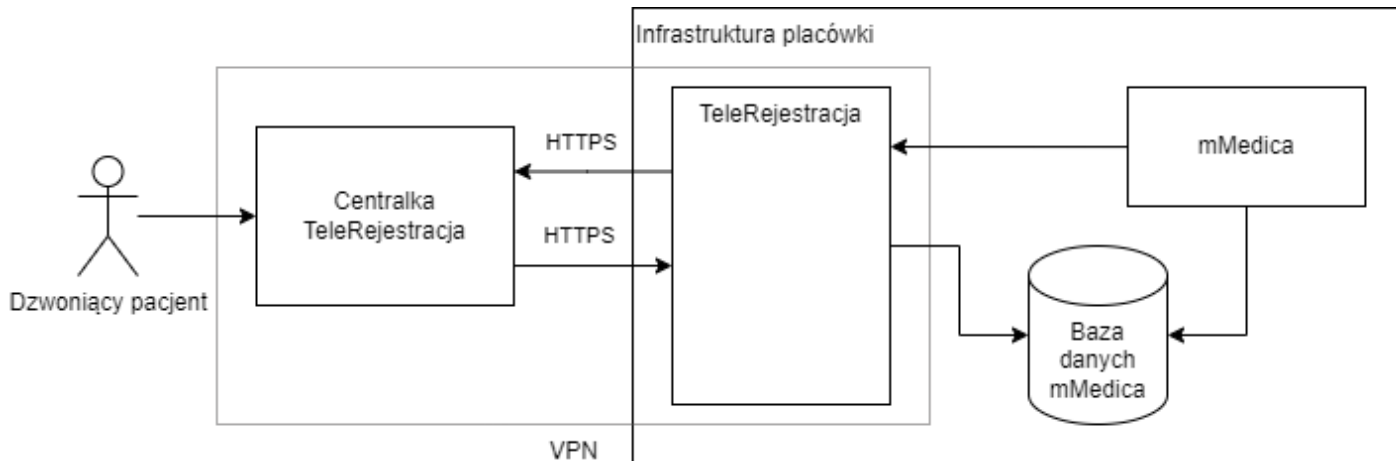 Infrastruktura placówki
TeleRejestracja
HTTPS
mMedica
Centralka
TeleRejestracja
HTTPS
Dzwoniący pacjent
Baza
danych
mMedica
VPN